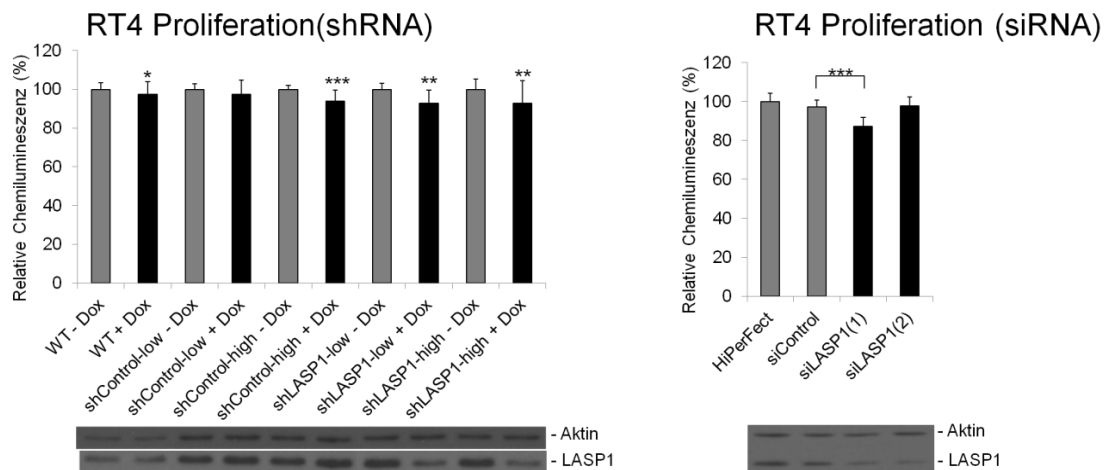 RT4 Proliferation(shRNA)
Relative Chemilumineszenz (%)
120
100
80
60
40
20
0
*
***
**
**
WT - Dox
WT + Dox
shControl-low - Dox
shControl-low + Dox
shControl-high - Dox
shControl-high + Dox
shLASP1-low - Dox
shLASP1-low + Dox
shLASP1-high - Dox
shLASP1-high + Dox
- Aktin
- LASP1
RT4 Proliferation (siRNA)
Relative Chemilumineszenz (%)
120
100
80
60
40
20
0
***
HiPerFect
siControl
siLASP1(1)
siLASP1(2)
- Aktin
- LASP1